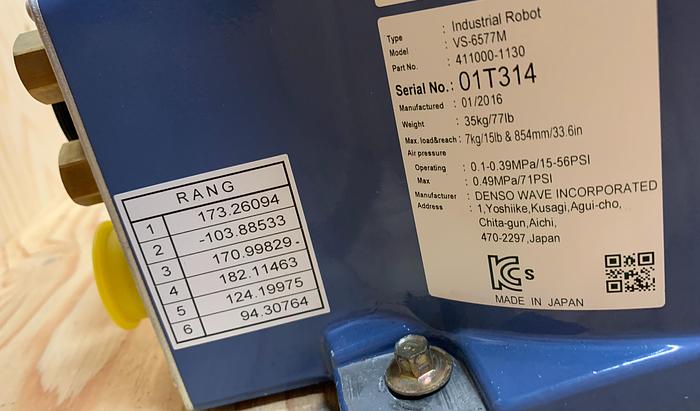 Type : Industrial Robot
Model : VS-6577M
Part No. : 411000-1130
Serial No.: 01T314
Manufactured : 01/2016
Weight : 35kg/77lb
Max. load&reach : 7kg/15lb & 854mm/33.6in
Air pressure
Operating : 0.1-0.39MPa/15-56PSI
Max : 0.49MPa/71PSI
Manufacturer : DENSO WAVE INCORPORATED
Address : 1,Yoshiike,Kusagi,Agui-cho,
Chita-gun,Aichi,
470-2297,Japan
KC s
MADE IN JAPAN
RANG
1 173.26094
2 -103.88533
3 170.99829
4 182.11463
5 124.19975
6 94.30764